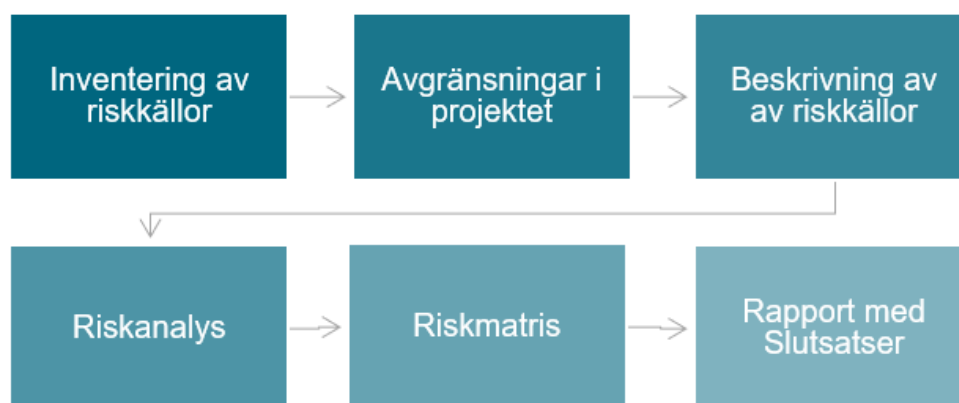 Inventering av
riskkällor
Avgränsningar i
projektet
Beskrivning av
av riskkällor
Riskanalys
Riskmatris
Rapport med
Slutsatser